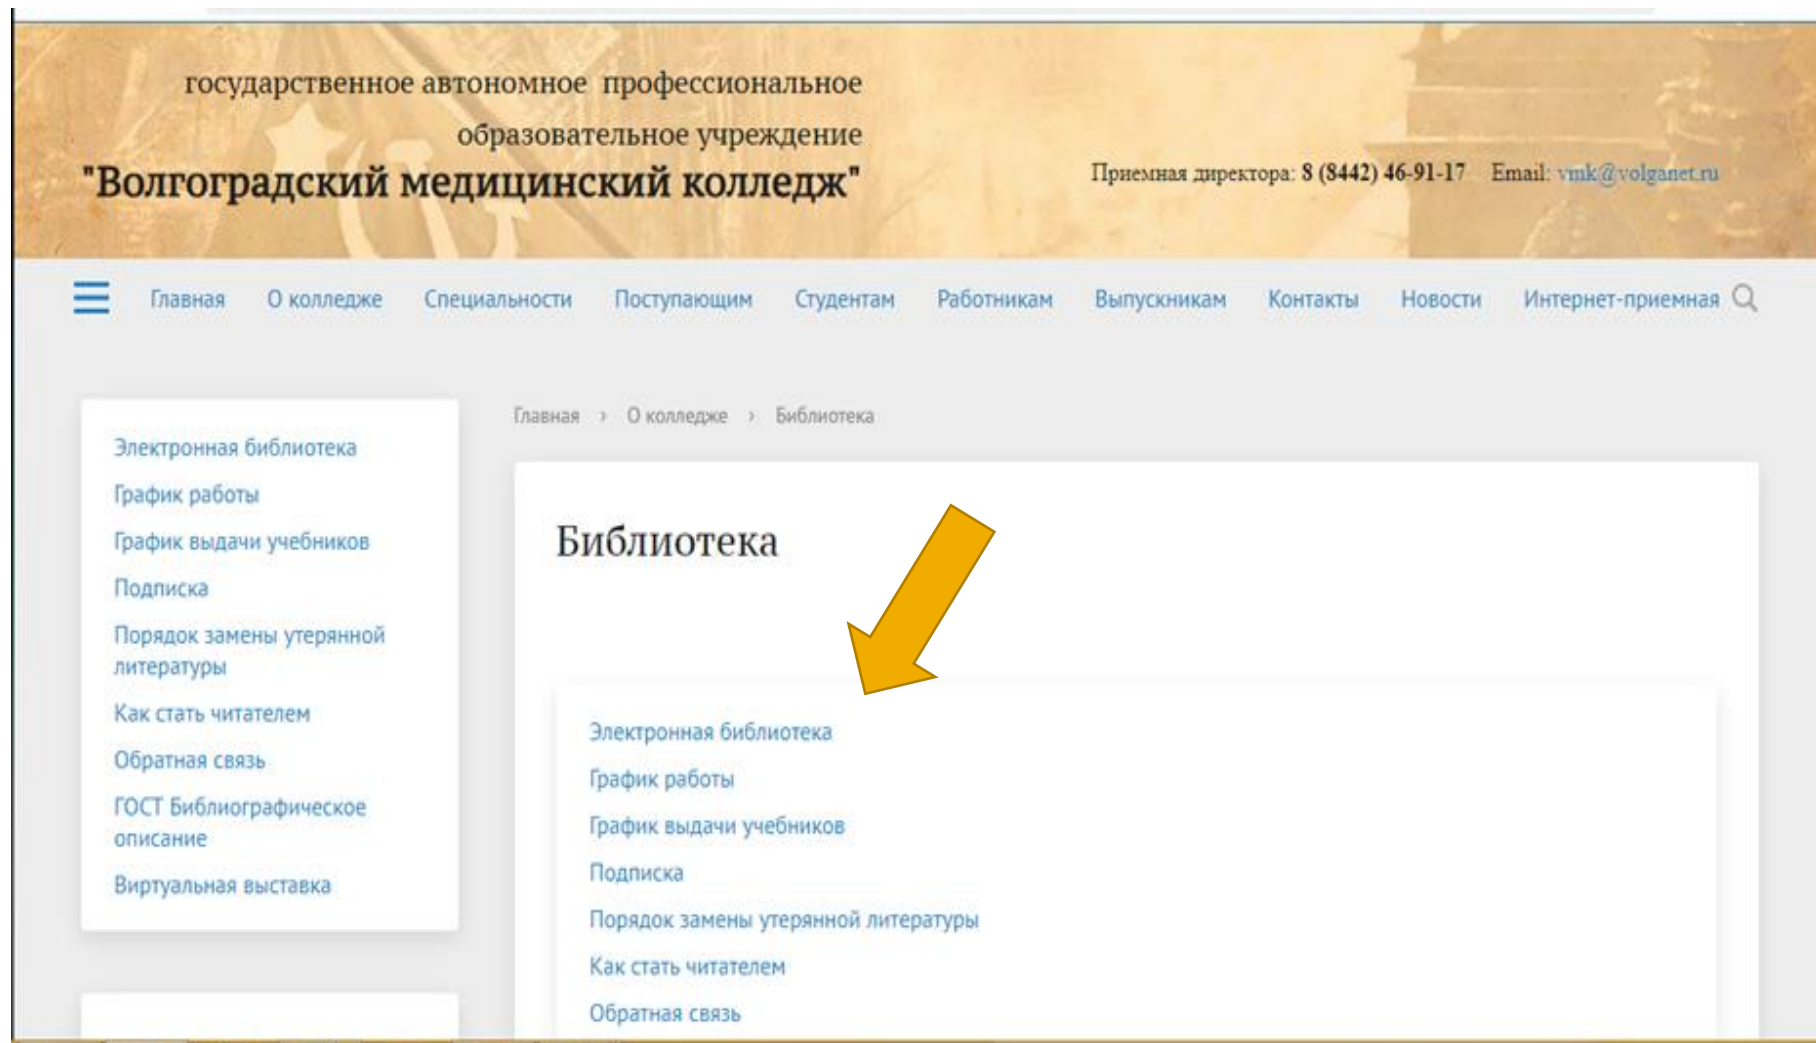 государственное автономное профессиональное
образовательное учреждение
"Волгоградский медицинский колледж"
Приемная директора: 8 (8442) 46-91-17 Email: vmk@volganet.ru
Главная О колледже Специальности Поступающим Студентам Работникам Выпускникам Контакты Новости Интернет-приемная
Главная › О колледже › Библиотека
Электронная библиотека
График работы
График выдачи учебников
Подписка
Порядок замены утерянной
литературы
Как стать читателем
Обратная связь
ГОСТ Библиографическое
описание
Виртуальная выставка
Библиотека
Электронная библиотека
График работы
График выдачи учебников
Подписка
Порядок замены утерянной литературы
Как стать читателем
Обратная связь